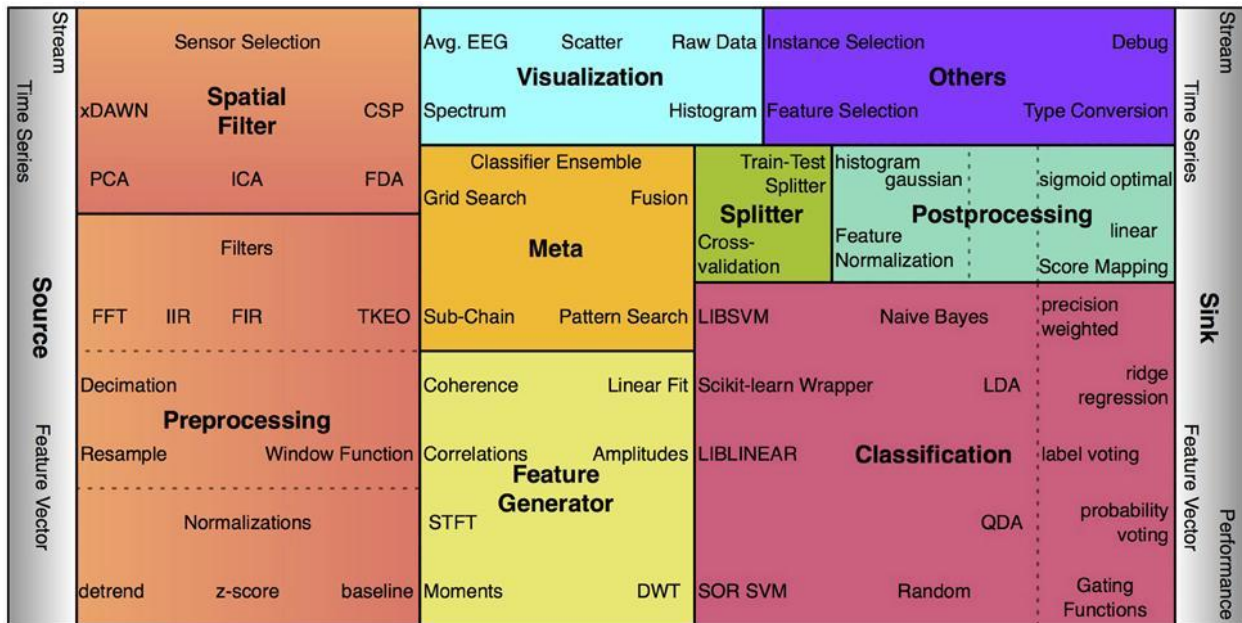 Stream
Time Series
Source
Feature Vector
Sensor Selection
Spatial
Filter
xDAWN
CSP
PCA ICA FDA
Filters
FFT IIR FIR TKEO
Decimation
Preprocessing
Resample Window Function
Normalizations
detrend z-score baseline
Avg. EEG Scatter Raw Data
Visualization
Spectrum Histogram
Instance Selection Debug
Others
Feature Selection Type Conversion
Classifier Ensemble
Grid Search Fusion
Meta
Sub-Chain Pattern Search
Train-Test
Splitter
Splitter
Cross-
validation
histogram
gaussian
sigmoid optimal
Postprocessing
linear
Feature
Normalization
Score Mapping
Coherence Linear Fit
Correlations Amplitudes
Feature
Generator
STFT
Moments DWT
LIBSVM Naive Bayes
precision
weighted
Scikit-learn Wrapper LDA
ridge
regression
LIBLINEAR
Classification
label voting
QDA
probability
voting
SOR SVM Random
Gating
Functions
Stream
Time Series
Sink
Feature Vector
Performance